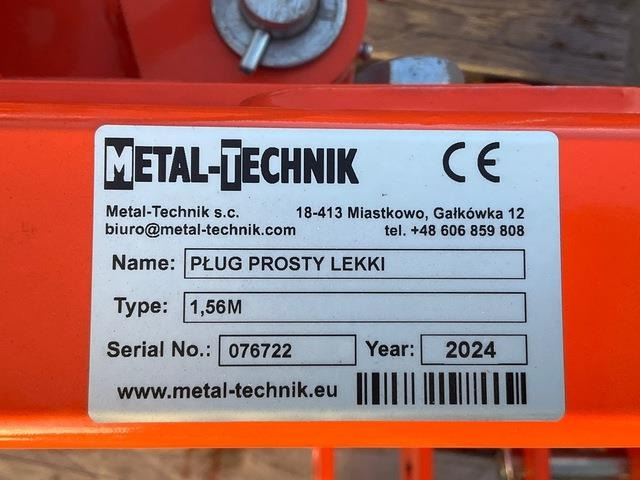 METAL-TECHNIK CE
Metal-Technik s.c. 18-413 Miastkowo, Gałkówka 12
biuro@metal-technik.com tel. +48 606 859 808
Name: PŁUG PROSTY LEKKI
Type: 1,56M
Serial No.: 076722 Year: 2024
www.metal-technik.eu